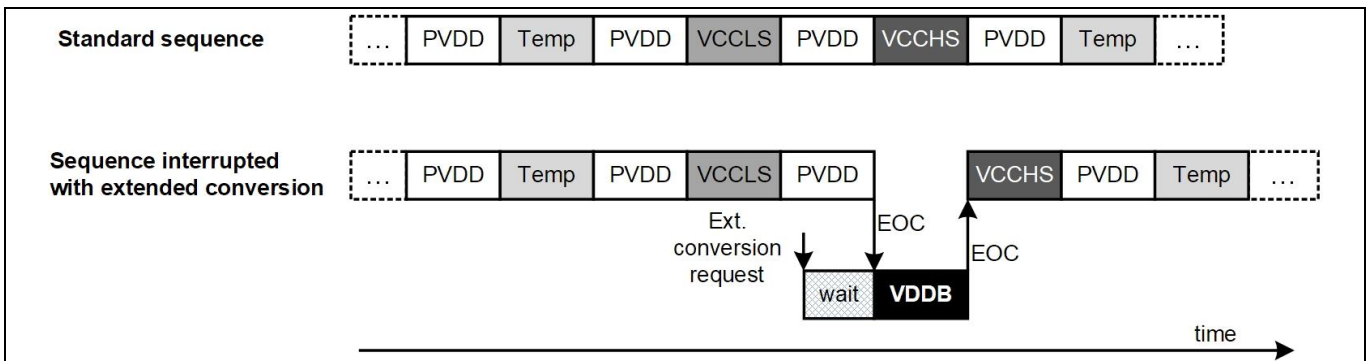 Standard sequence
... PVDD Temp PVDD VCCLS PVDD VCCHS PVDD Temp ...
Sequence interrupted
with extended conversion
... PVDD Temp PVDD VCCLS PVDD VCCHS PVDD Temp ...
Ext.
conversion
request
EOC
EOC
wait VDDB
time